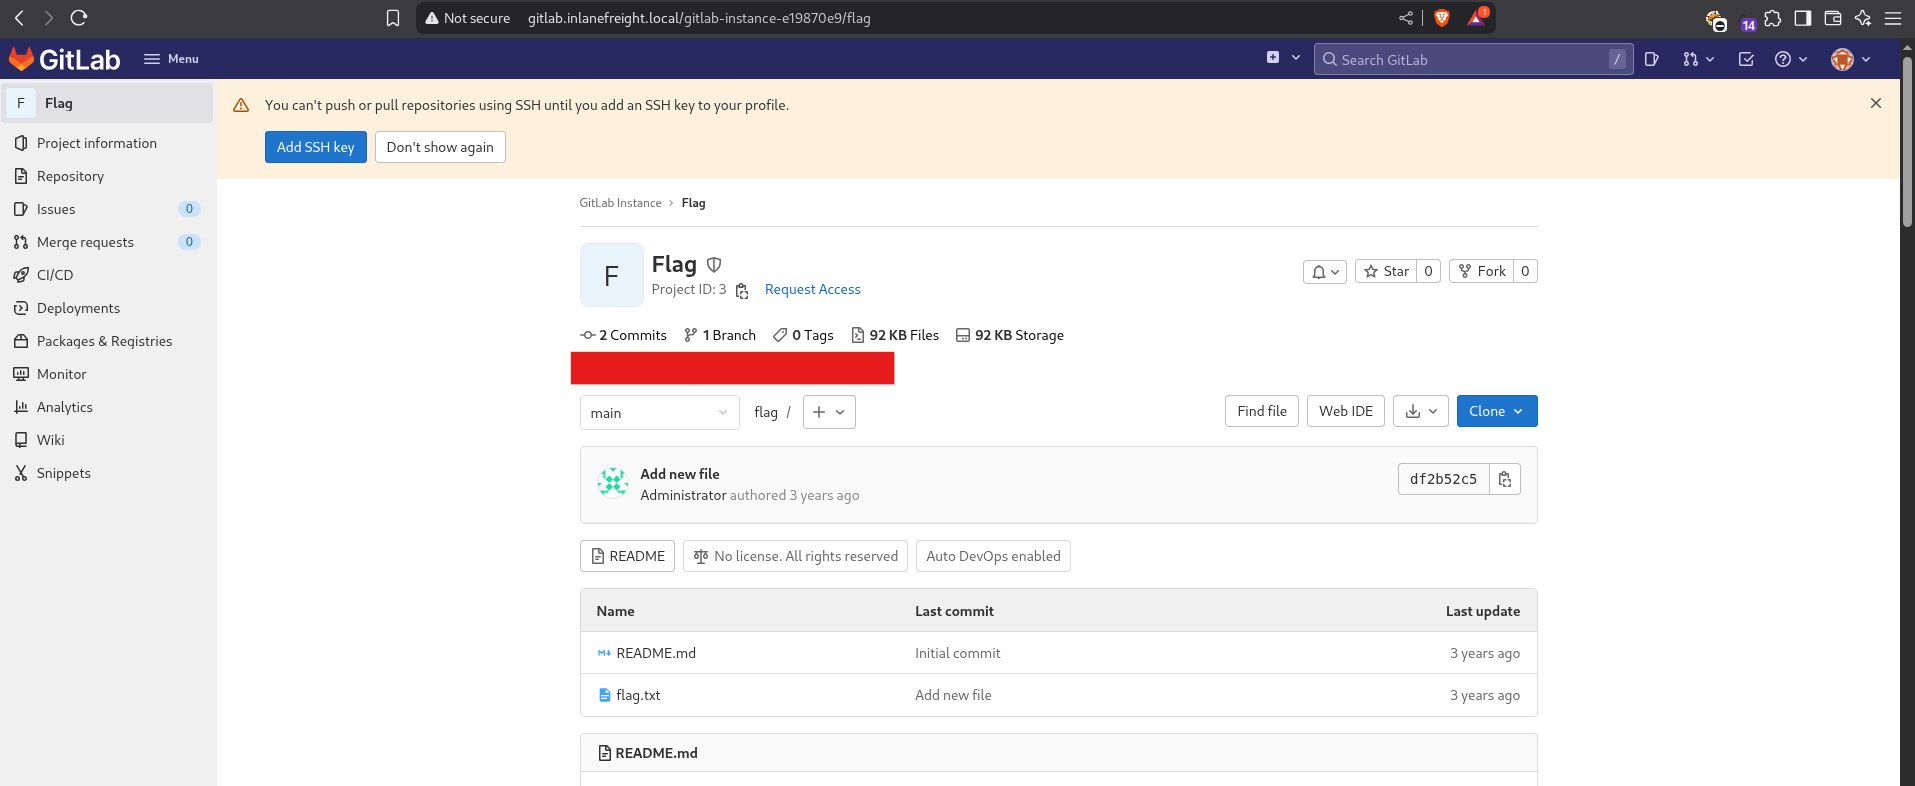 Not secure gitlab.inlanefreight.local/gitlab-instance-e19870e9/flag 1 14
GitLab Menu Search GitLab /
F Flag
Project information
Repository
Issues 0
Merge requests 0
CI/CD
Deployments
Packages & Registries
Monitor
Analytics
Wiki
Snippets
You can't push or pull repositories using SSH until you add an SSH key to your profile.
Add SSH key Don't show again
GitLab Instance › Flag
F Flag
Project ID: 3 Request Access
Star 0 Fork 0
2 Commits 1 Branch 0 Tags 92 KB Files 92 KB Storage
main flag / Find file Web IDE Clone
Add new file
Administrator authored 3 years ago
df2b52c5
README No license. All rights reserved Auto DevOps enabled
Name Last commit Last update
README.md Initial commit 3 years ago
flag.txt Add new file 3 years ago
README.md